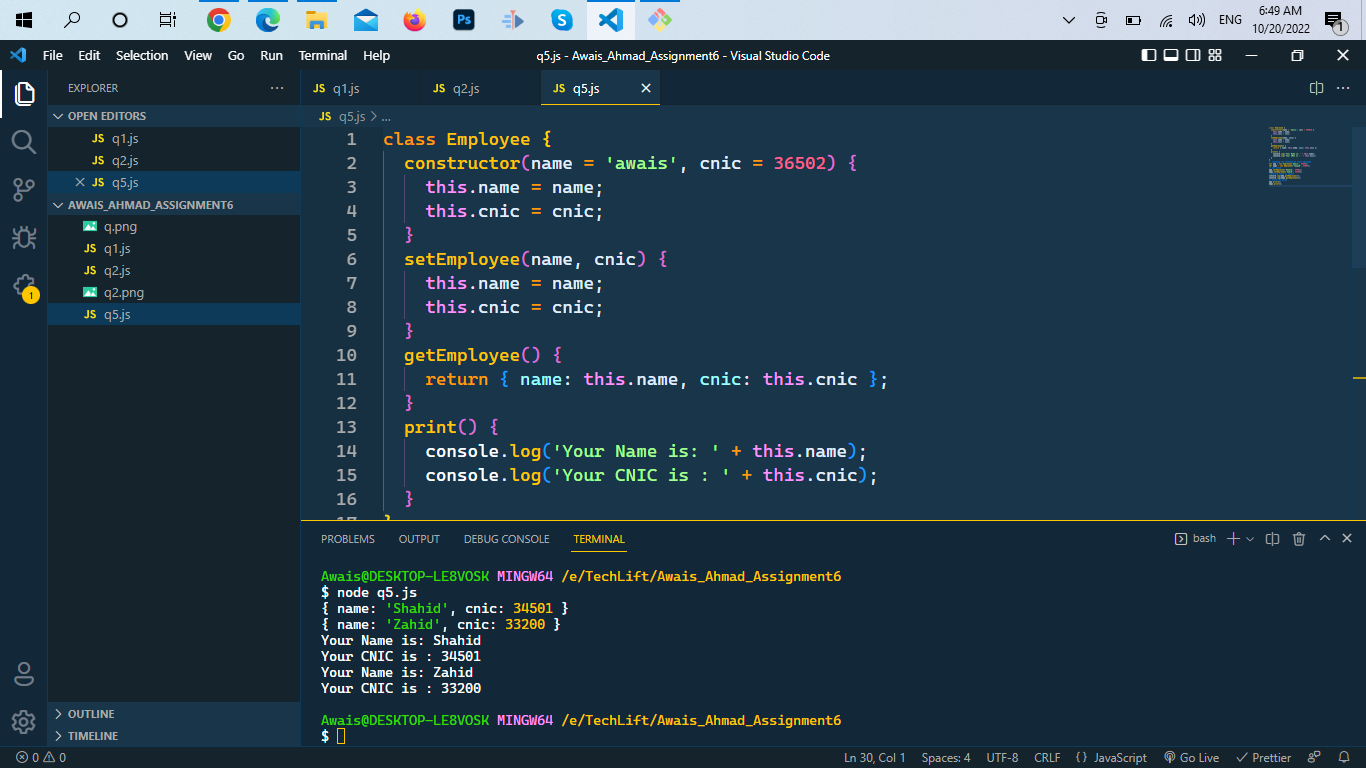 6:49 AM
ENG
10/20/2022
1
File Edit Selection View Go Run Terminal Help
q5.js - Awais_Ahmad_Assignment6 - Visual Studio Code
EXPLORER
OPEN EDITORS
JS q1.js
JS q2.js
JS q5.js
AWAIS_AHMAD_ASSIGNMENT6
q.png
JS q1.js
JS q2.js
q2.png
JS q5.js
1
OUTLINE
TIMELINE
JS q1.js JS q2.js JS q5.js
JS q5.js > ...
1 class Employee {
2 constructor(name = 'awais', cnic = 36502) {
3 this.name = name;
4 this.cnic = cnic;
5 }
6 setEmployee(name, cnic) {
7 this.name = name;
8 this.cnic = cnic;
9 }
10 getEmployee() {
11 return { name: this.name, cnic: this.cnic };
12 }
13 print() {
14 console.log('Your Name is: ' + this.name);
15 console.log('Your CNIC is : ' + this.cnic);
16 }
17 }
PROBLEMS OUTPUT DEBUG CONSOLE TERMINAL
bash
Awais@DESKTOP-LE8VOSK MINGW64 /e/TechLift/Awais_Ahmad_Assignment6
$ node q5.js
{ name: 'Shahid', cnic: 34501 }
{ name: 'Zahid', cnic: 33200 }
Your Name is: Shahid
Your CNIC is : 34501
Your Name is: Zahid
Your CNIC is : 33200
Awais@DESKTOP-LE8VOSK MINGW64 /e/TechLift/Awais_Ahmad_Assignment6
$
0 0
Ln 30, Col 1 Spaces: 4 UTF-8 CRLF {} JavaScript Go Live Prettier